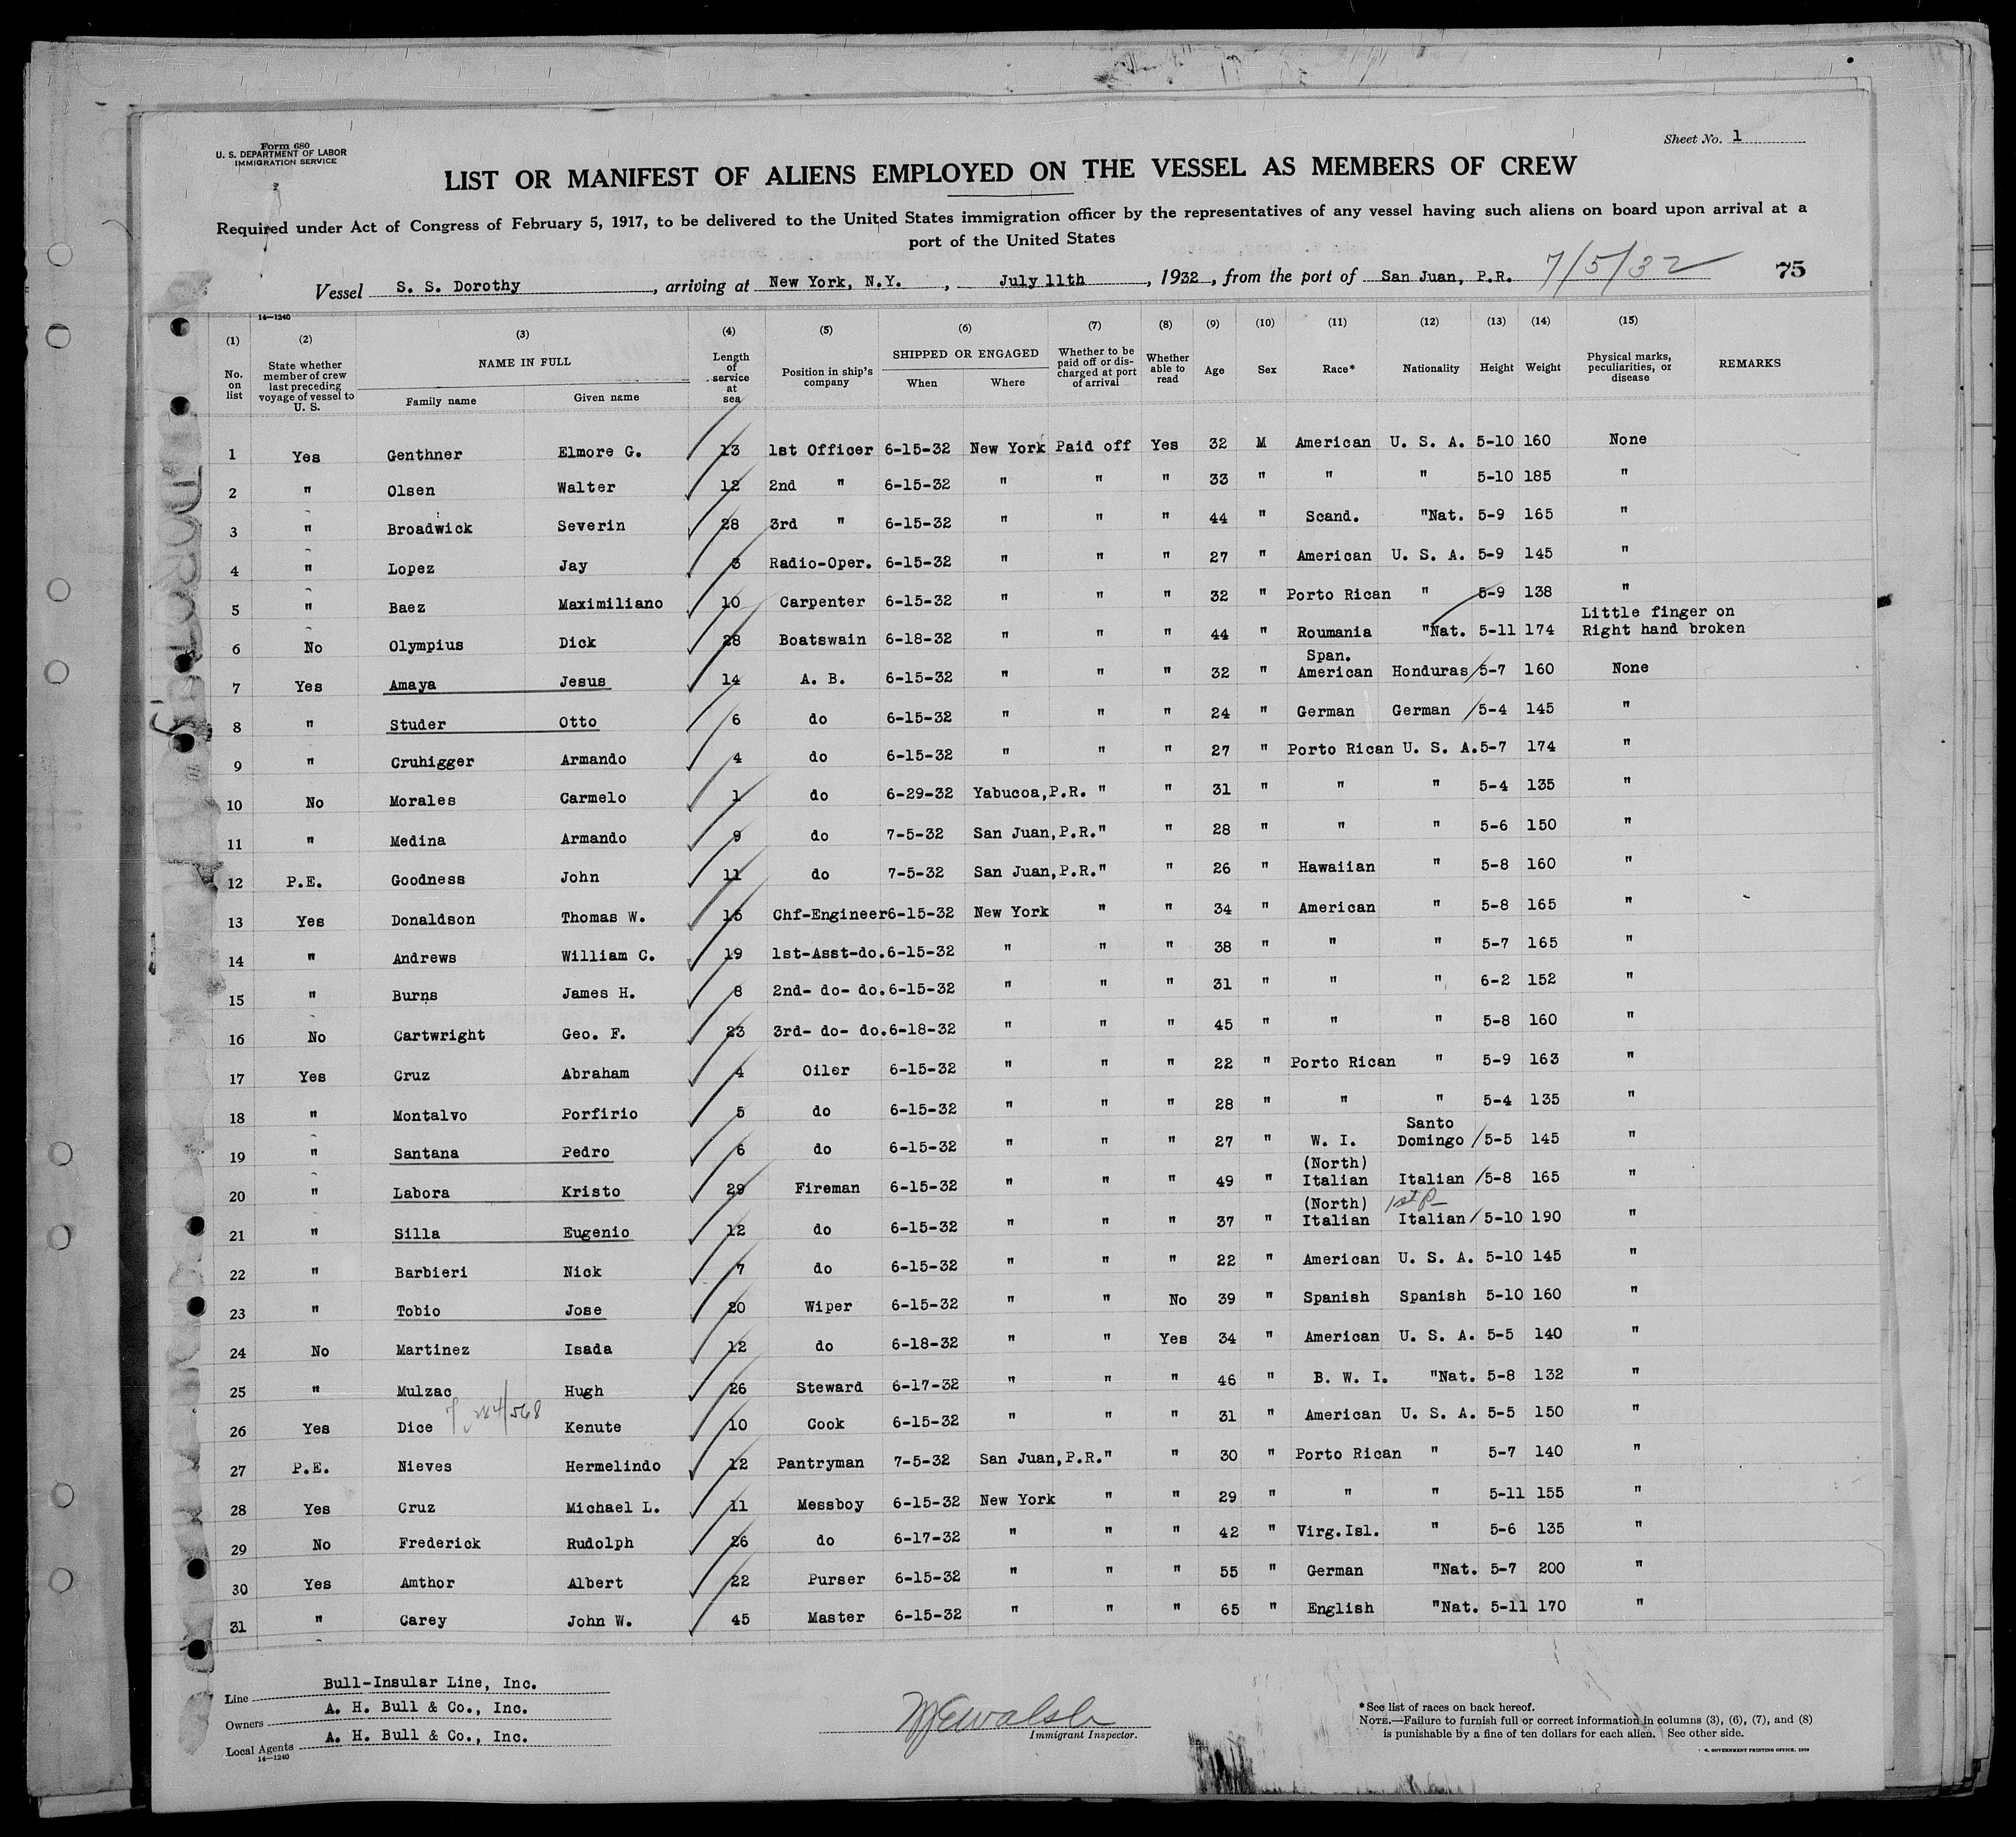 Form 680
U. S. DEPARTMENT OF LABOR
IMMIGRATION SERVICE
Sheet No. 1
LIST OR MANIFEST OF ALIENS EMPLOYED ON THE VESSEL AS MEMBERS OF CREW
Required under Act of Congress of February 5, 1917, to be delivered to the United States immigration officer by the representatives of any vessel having such aliens on board upon arrival at a
port of the United States
Vessel S. S. Dorothy, arriving at New York, N.Y., July 11th, 1932, from the port of San Juan, P.R. 7/5/32 75
14—1240
(1) (2) (3) (4) (5) (6) (7) (8) (9) (10) (11) (12) (13) (14) (15)
No. on list State whether member of crew last preceding voyage of vessel to U. S. NAME IN FULL Family name Given name Length of service at sea Position in ship's company SHIPPED OR ENGAGED When Where Whether to be paid off or discharged at port of arrival Whether able to read Age Sex Race* Nationality Height Weight Physical marks, peculiarities, or disease REMARKS
1 Yes Genthner Elmore G. 13 1st Officer 6-15-32 New York Paid off Yes 32 M American U. S. A. 5-10 160 None
2 " Olsen Walter 12 2nd " 6-15-32 " " " 33 " " " 5-10 185 "
3 " Broadwick Severin 28 3rd " 6-15-32 " " " 44 " Scand. "Nat. 5-9 165 "
4 " Lopez Jay 3 Radio-Oper. 6-15-32 " " " 27 " American U. S. A. 5-9 145 "
5 " Baez Maximiliano 10 Carpenter 6-15-32 " " " 32 " Porto Rican " 5-9 138 "
6 No Olympius Dick 28 Boatswain 6-18-32 " " " 44 " Roumania "Nat. 5-11 174 Little finger on Right hand broken
7 Yes Amaya Jesus 14 A. B. 6-15-32 " " " 32 " Span. American Honduras 5-7 160 None
8 " Studer Otto 6 do 6-15-32 " " " 24 " German German 5-4 145 "
9 " Cruhigger Armando 4 do 6-15-32 " " " 27 " Porto Rican U. S. A. 5-7 174 "
10 No Morales Carmelo 1 do 6-29-32 Yabucoa, P.R. " " 31 " " " 5-4 135 "
11 " Medina Armando 9 do 7-5-32 San Juan, P.R. " " 28 " " " 5-6 150 "
12 P.E. Goodness John 11 do 7-5-32 San Juan, P.R. " " 26 " Hawaiian " 5-8 160 "
13 Yes Donaldson Thomas W. 15 Chf-Engineer 6-15-32 New York " " 34 " American " 5-8 165 "
14 " Andrews William C. 19 1st-Asst-do. 6-15-32 " " " 38 " " " 5-7 165 "
15 " Burns James H. 8 2nd- do- do. 6-15-32 " " " 31 " " " 6-2 152 "
16 No Cartwright Geo. F. 23 3rd- do- do. 6-18-32 " " " 45 " " " 5-8 160 "
17 Yes Cruz Abraham 4 Oiler 6-15-32 " " " 22 " Porto Rican " 5-9 163 "
18 " Montalvo Porfirio 5 do 6-15-32 " " " 28 " " " 5-4 135 "
19 " Santana Pedro 6 do 6-15-32 " " " 27 " W. I. Santo Domingo 5-5 145 "
20 " Labora Kristo 29 Fireman 6-15-32 " " " 49 " (North) Italian Italian 5-8 165 "
21 " Silla Eugenio 12 do 6-15-32 " " " 37 " (North) Italian Italian 5-10 190 "
22 " Barbieri Nick 7 do 6-15-32 " " " 22 " American U. S. A. 5-10 145 "
23 " Tobio Jose 20 Wiper 6-15-32 " " No 39 " Spanish Spanish 5-10 160 "
24 No Martinez Isada 12 do 6-18-32 " " Yes 34 " American U. S. A. 5-5 140 "
25 " Mulzac Hugh 26 Steward 6-17-32 " " " 46 " B. W. I. "Nat. 5-8 132 "
26 Yes Dice Kenute 10 Cook 6-15-32 " " " 31 " American U. S. A. 5-5 150 "
27 P.E. Nieves Hermelindo 12 Pantryman 7-5-32 San Juan, P.R. " " 30 " Porto Rican " 5-7 140 "
28 Yes Cruz Michael L. 11 Messboy 6-15-32 New York " " 29 " " " 5-11 155 "
29 No Frederick Rudolph 26 do 6-17-32 " " " 42 " Virg.Isl. " 5-6 135 "
30 Yes Amthor Albert 22 Purser 6-15-32 " " " 55 " German "Nat. 5-7 200 "
31 " Carey John W. 45 Master 6-15-32 " " " 65 " English "Nat. 5-11 170 "
Line Bull-Insular Line, Inc.
Owners A. H. Bull & Co., Inc.
Local Agents A. H. Bull & Co., Inc.
14—1240
Immigrant Inspector.
*See list of races on back hereof.
NOTE.—Failure to furnish full or correct information in columns (3), (6), (7), and (8)
is punishable by a fine of ten dollars for each alien. See other side.